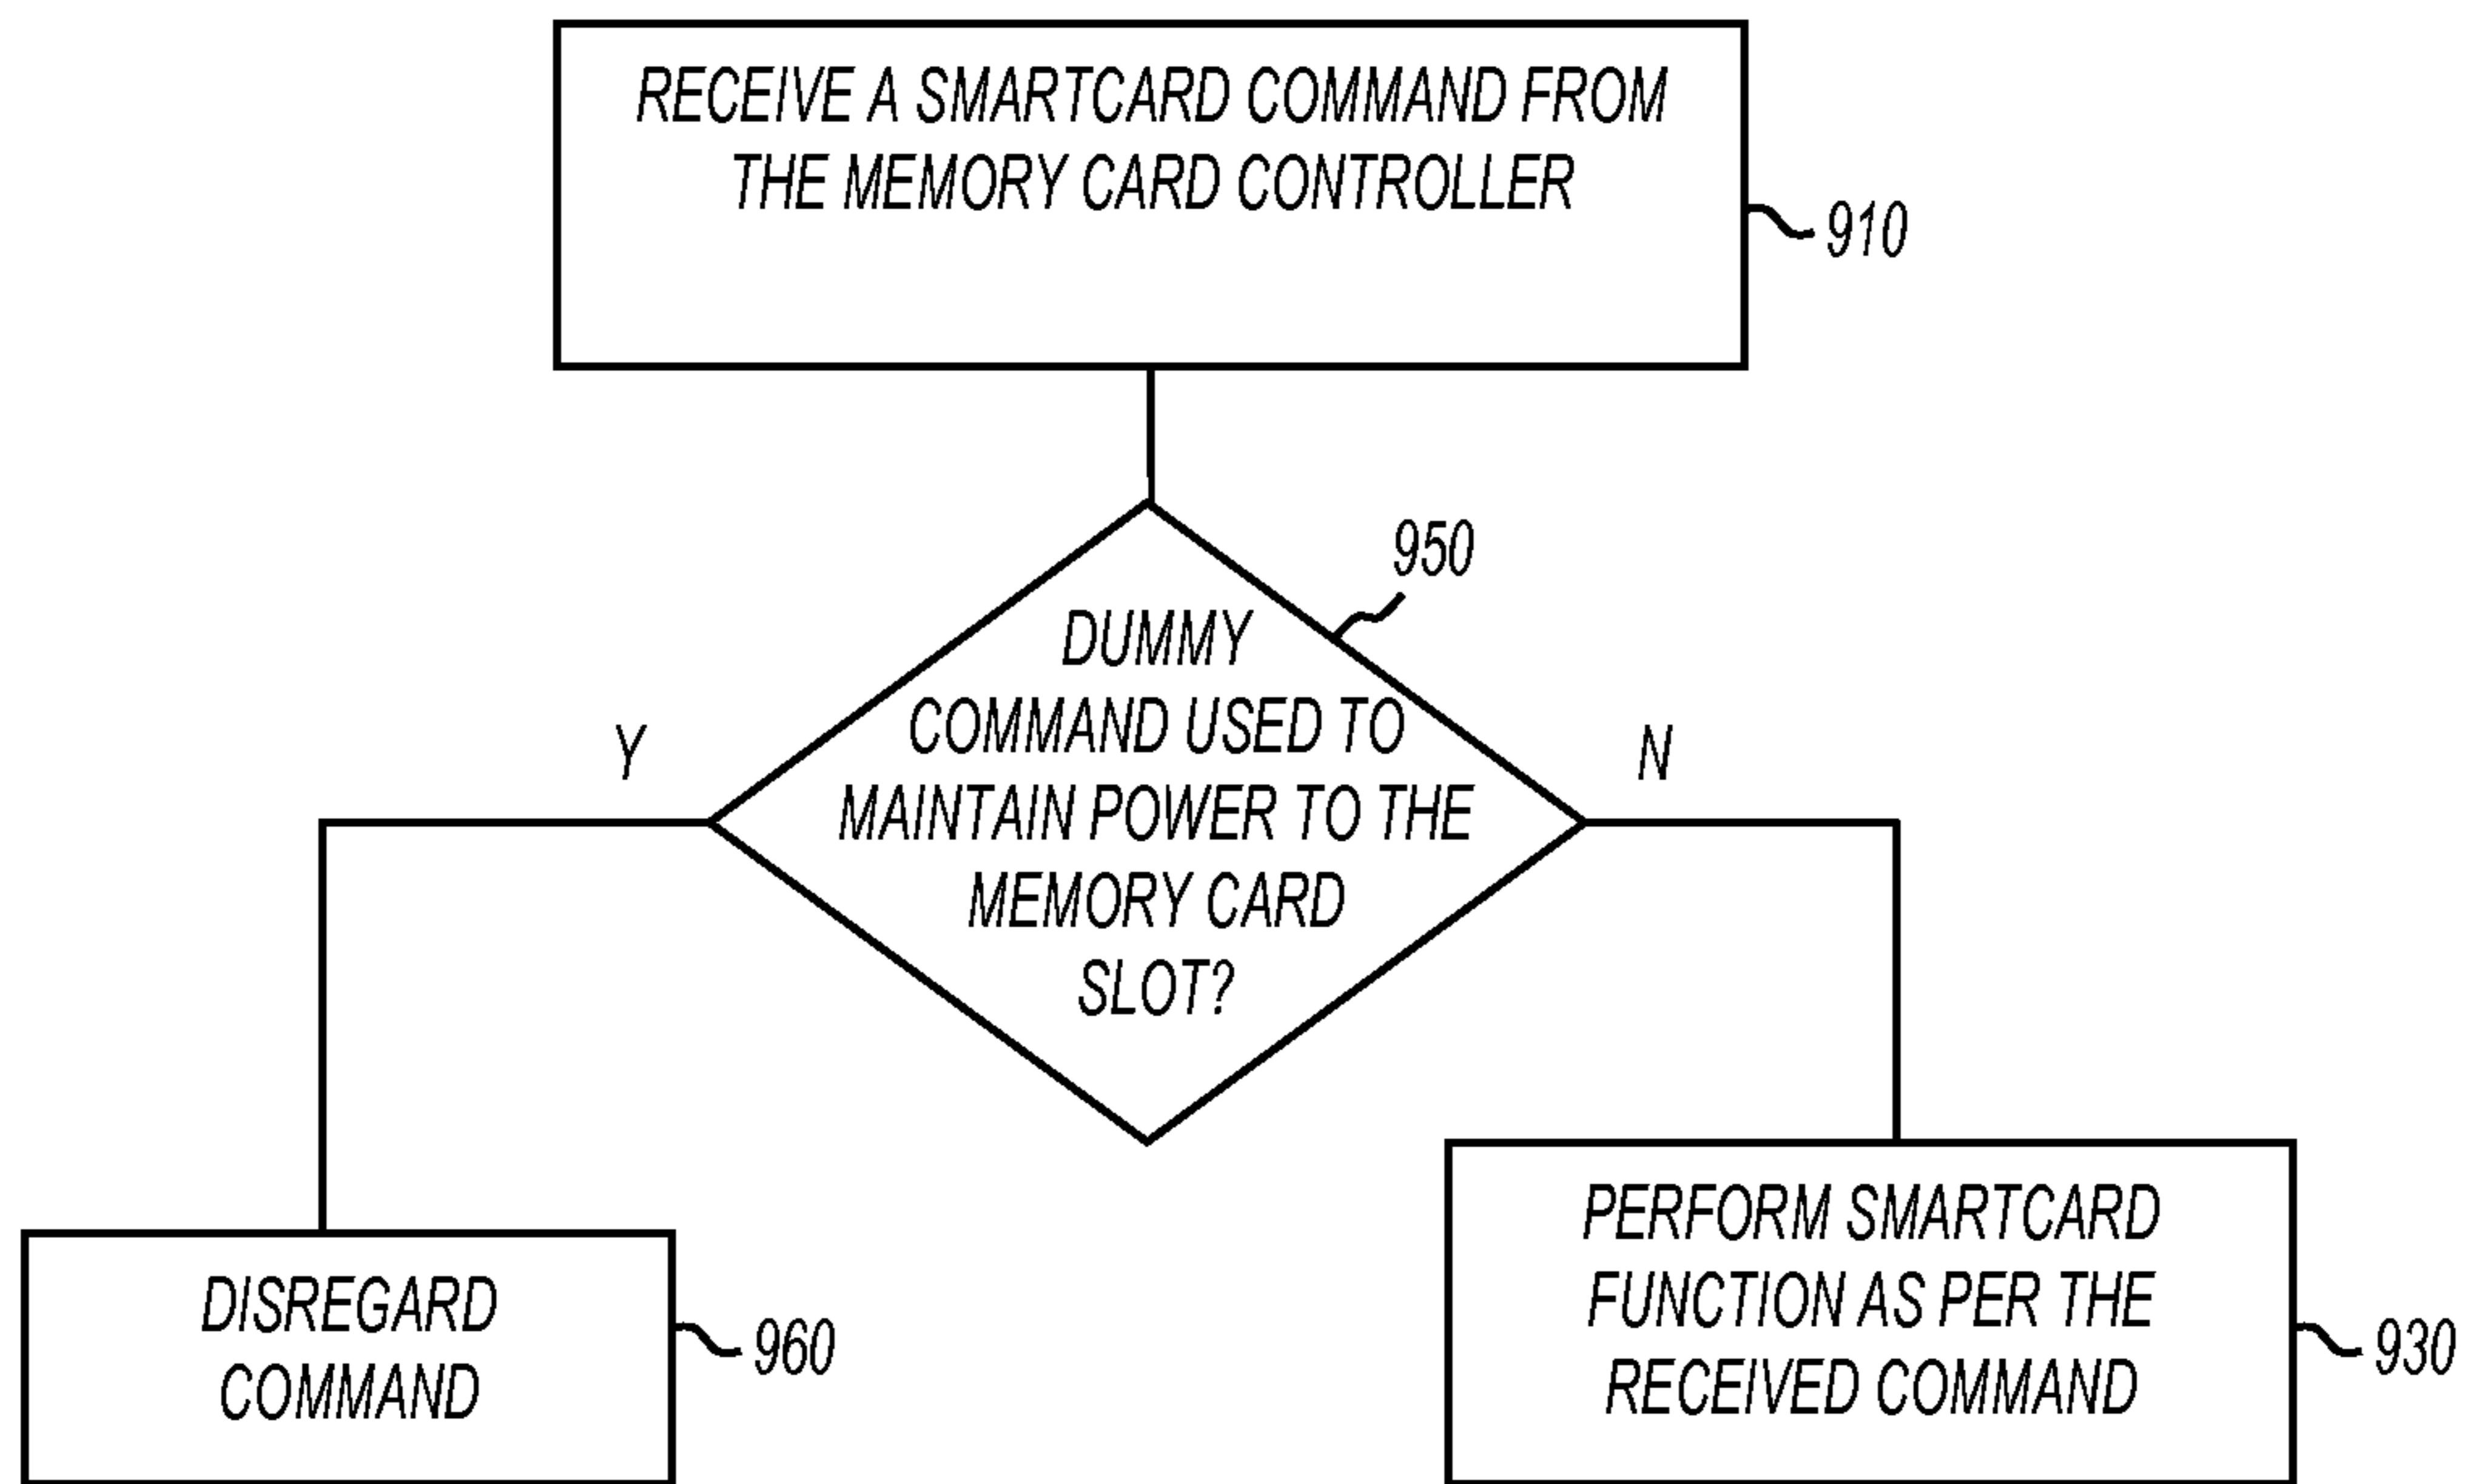 RECEIVE A SMARTCARD COMMAND FROM
THE MEMORY CARD CONTROLLER
910
950
DUMMY
COMMAND USED TO
MAINTAIN POWER TO THE
MEMORY CARD
SLOT?
Y
N
DISREGARD
COMMAND
960
PERFORM SMARTCARD
FUNCTION AS PER THE
RECEIVED COMMAND
930